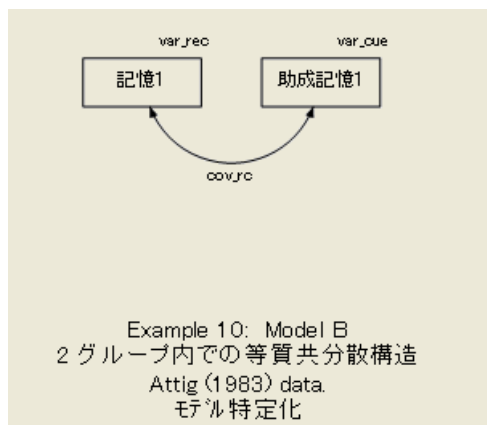 var_rec var_cue
記憶1 助成記憶1
cov_rc
Example 10: Model B
2 グループ内での等質共分散構造
Attig (1983) data.
モデル特定化